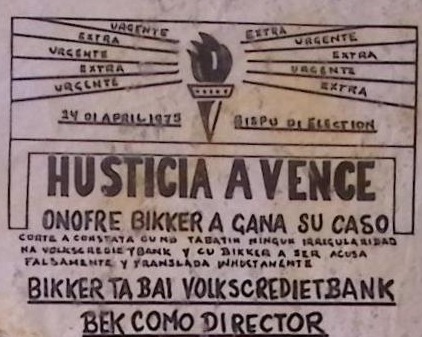 URGENTE EXTRA
EXTRA URGENTE
URGENTE EXTRA
EXTRA URGENTE
URGENTE EXTRA
24 DI APRIL 1975 BISPU DI ELECTION
HUSTICIA A VENCE
ONOFRE BIKKER A GANA SU CASO
CORTE A CONSTATA CU NO TABATIN NINGUN IRRIGULARIDAD
NA VOLKSCREDIETBANK Y CU BIKKER A SER ACUSA
FALSAMENTE Y TRANSLADA INHUSTAMENTE
BIKKER TA BAI VOLKSCREDIETBANK
BEK COMO DIRECTOR